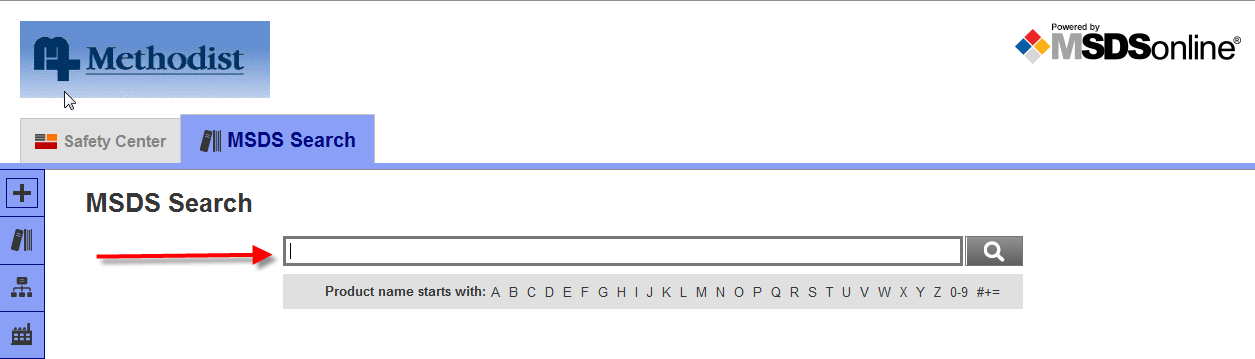 Methodist
Powered by
MSDSonline®
Safety Center
MSDS Search
MSDS Search
Product name starts with: A B C D E F G H I J K L M N O P Q R S T U V W X Y Z 0-9 #+=